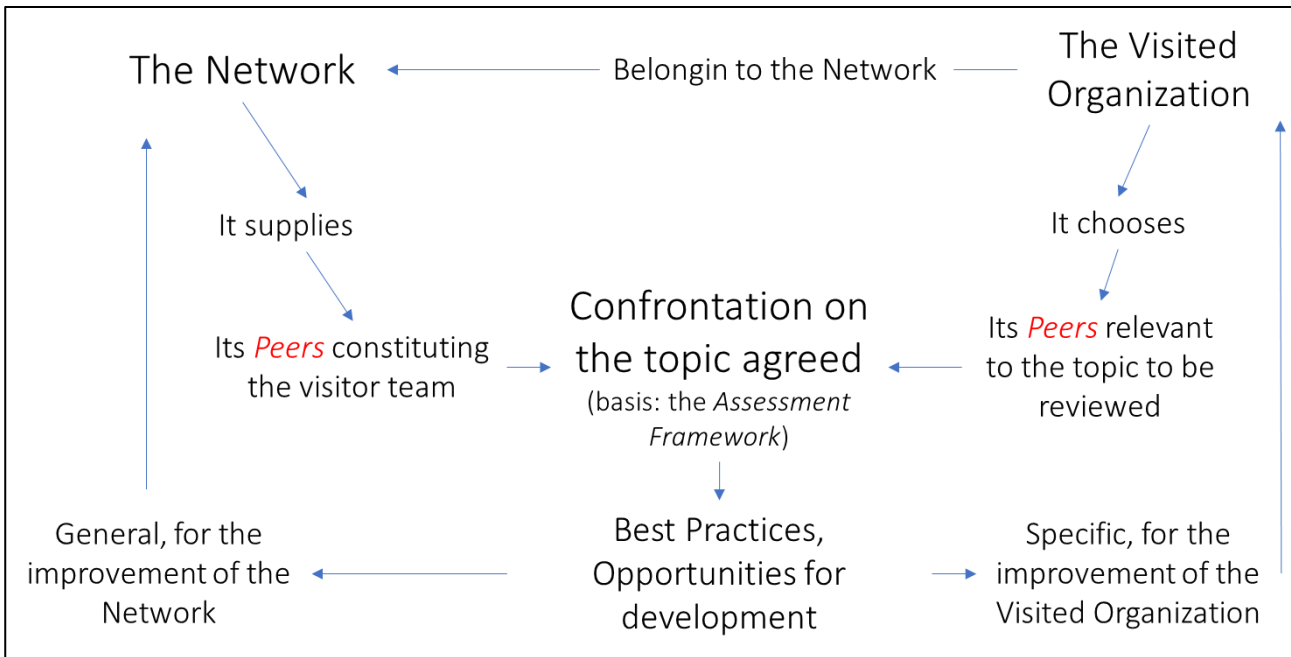 The Network
Belongin to the Network
The Visited
Organization
It supplies
It chooses
Its Peers constituting
the visitor team
Confrontation on
the topic agreed
(basis: the Assessment
Framework)
Its Peers relevant
to the topic to be
reviewed
General, for the
improvement of the
Network
Best Practices,
Opportunities for
development
Specific, for the
improvement of the
Visited Organization